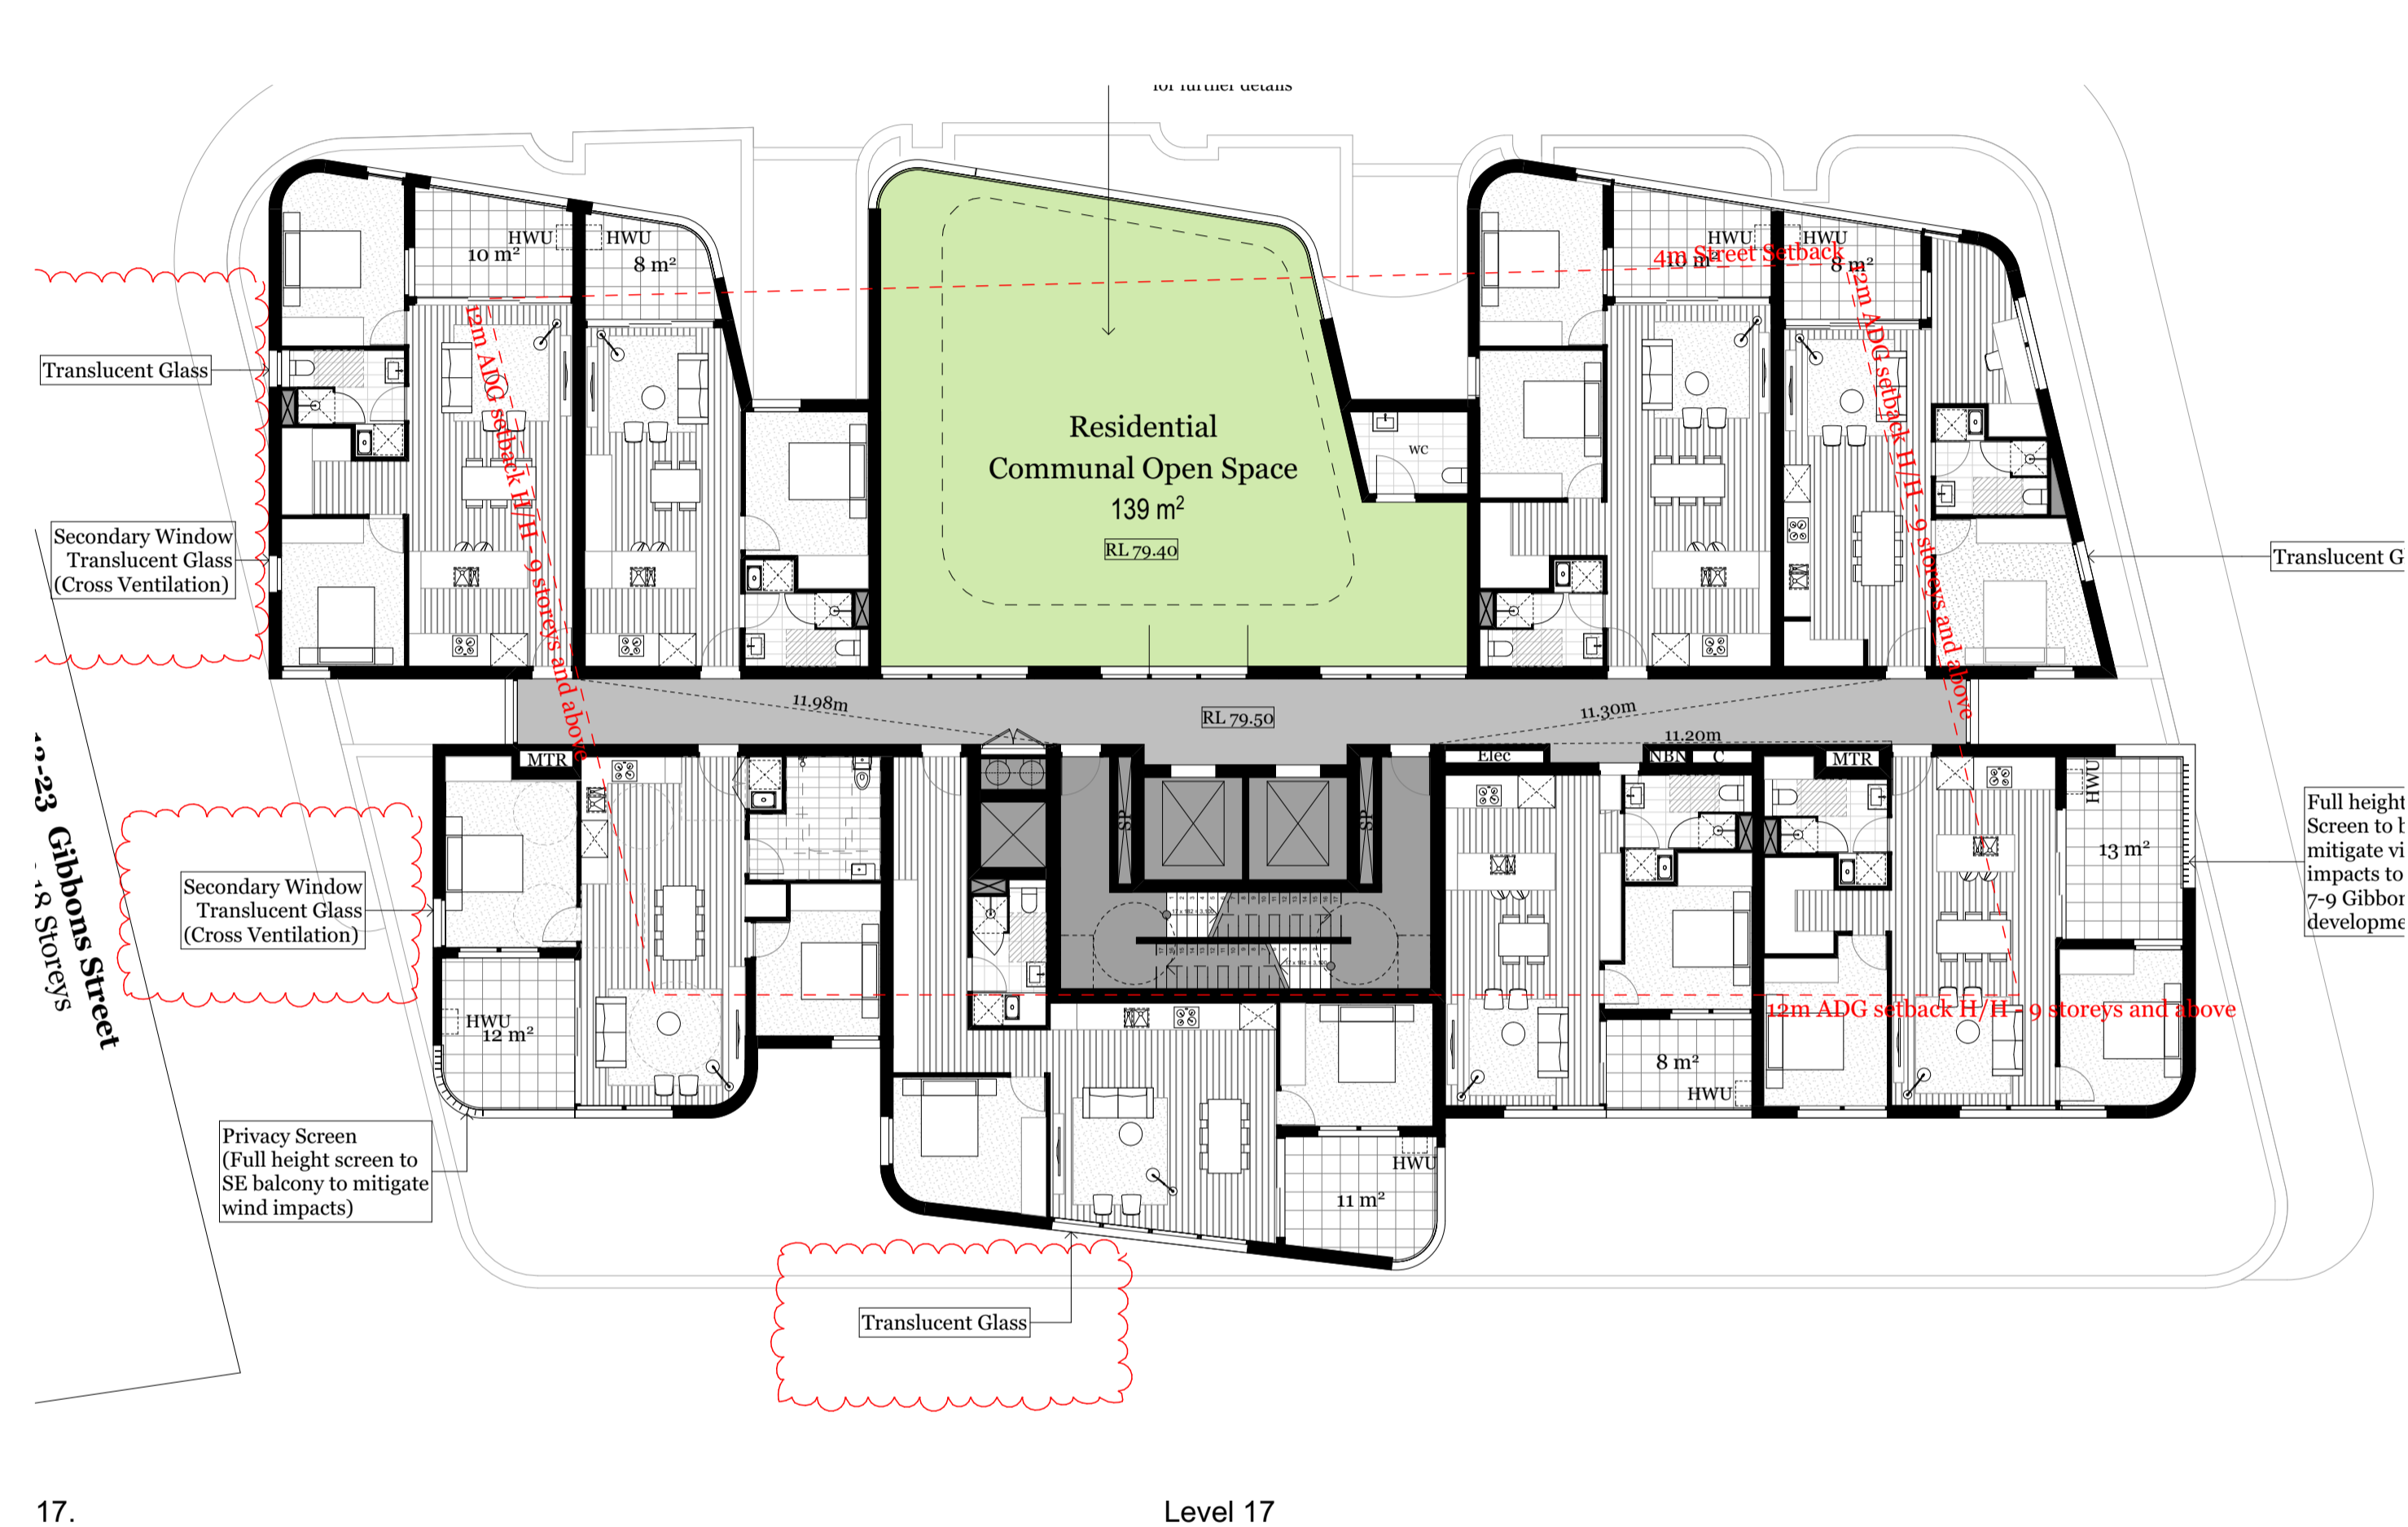 for further details
HWU
10 m²
HWU
8 m²
HWU
10 m²
HWU
8 m²
4m Street Setback
12m ADG setback H/H - 9 storeys and above
12m ADG setback H/H - 9 storeys and above
Translucent Glass
Residential
Communal Open Space
139 m²
RL 79.40
WC
Secondary Window
Translucent Glass
(Cross Ventilation)
Translucent G
11.98m
RL 79.50
11.30m
11.20m
MTR
Elec
NBN
C
MTR
HWU
SP
SP
13 m²
Full height
Screen to b
mitigate vi
impacts to
7-9 Gibbon
developme
Gibbons Street
18 Storeys
Secondary Window
Translucent Glass
(Cross Ventilation)
12m ADG setback H/H - 9 storeys and above
HWU
12 m²
8 m²
HWU
Privacy Screen
(Full height screen to
SE balcony to mitigate
wind impacts)
HWU
11 m²
Translucent Glass
17.
Level 17